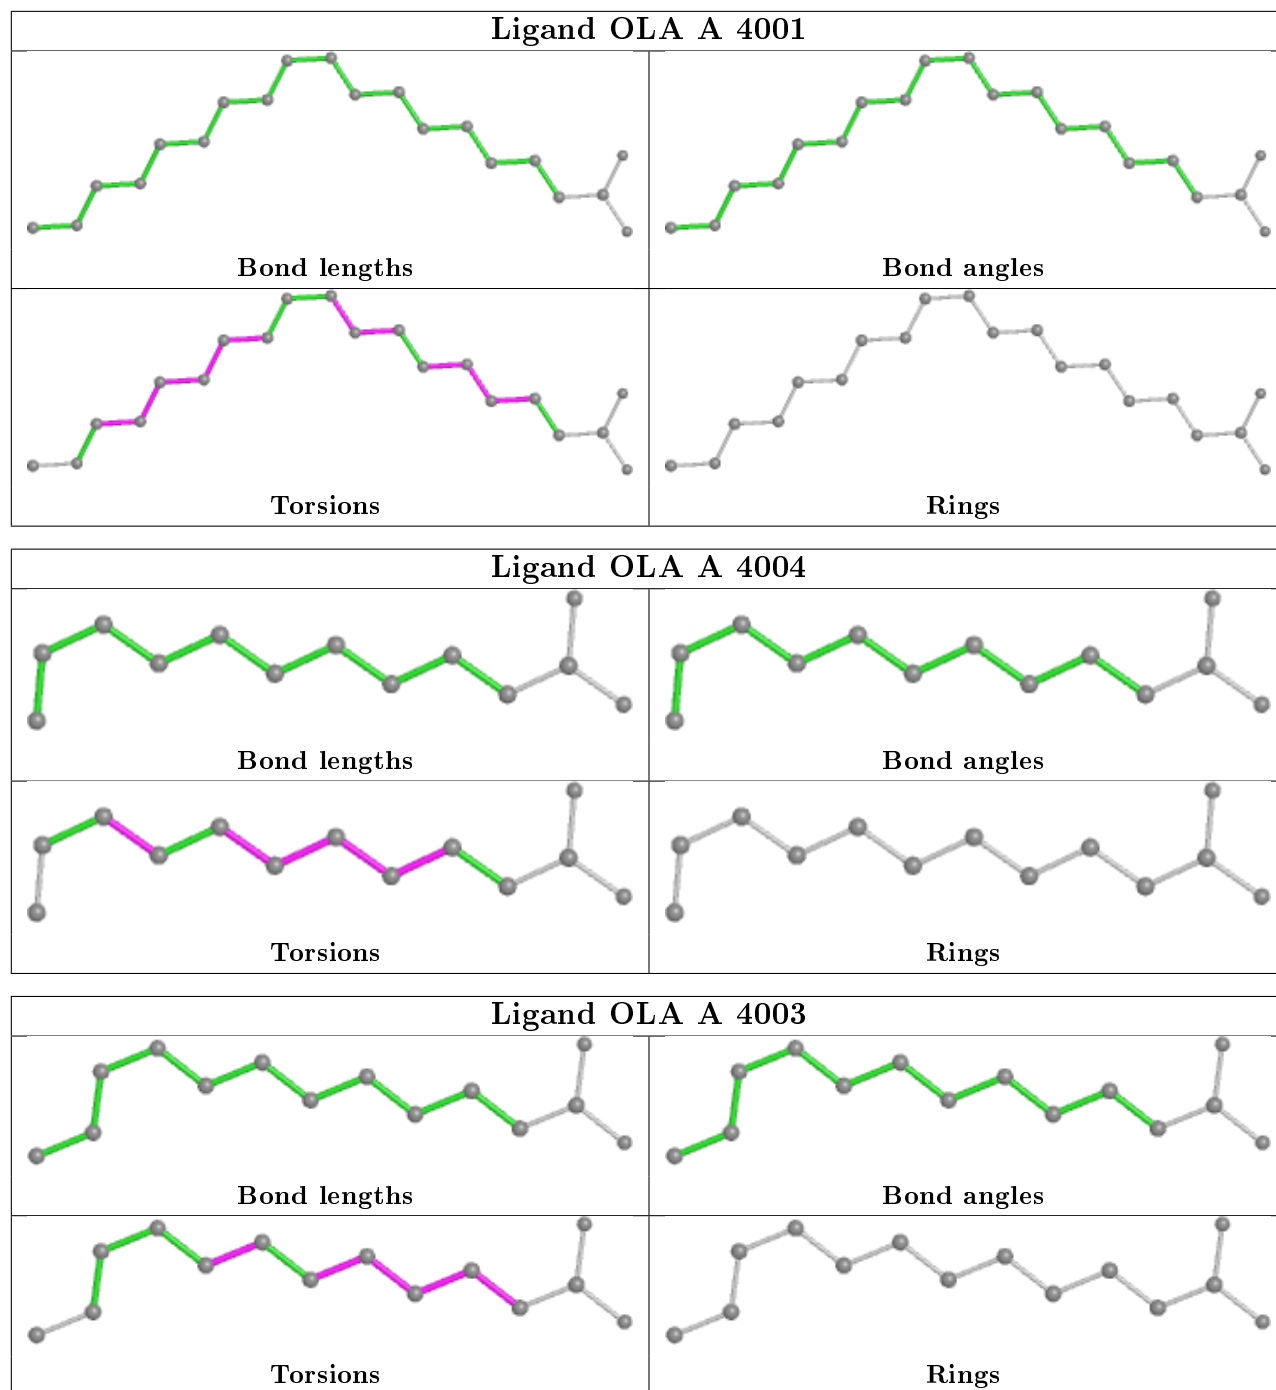 Ligand OLA A 4001
Bond lengths
Bond angles
Torsions
Rings
Ligand OLA A 4004
Bond lengths
Bond angles
Torsions
Rings
Ligand OLA A 4003
Bond lengths
Bond angles
Torsions
Rings